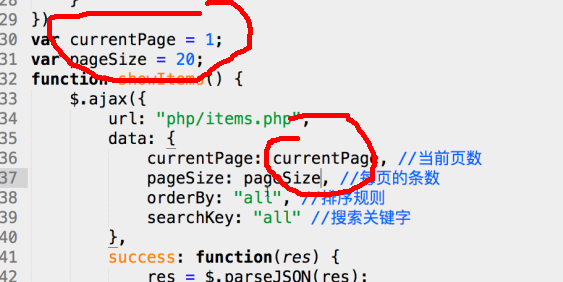 28 }
29 })
30 var currentPage = 1;
31 var pageSize = 20;
32 function showItems() {
33 $.ajax({
34 url: "php/items.php",
35 data: {
36 currentPage: currentPage, //当前页数
37 pageSize: pageSize, //每页的条数
38 orderBy: "all", //排序规则
39 searchKey: "all" //搜索关键字
40 },
41 success: function(res) {
42 res = $.parseJSON(res);